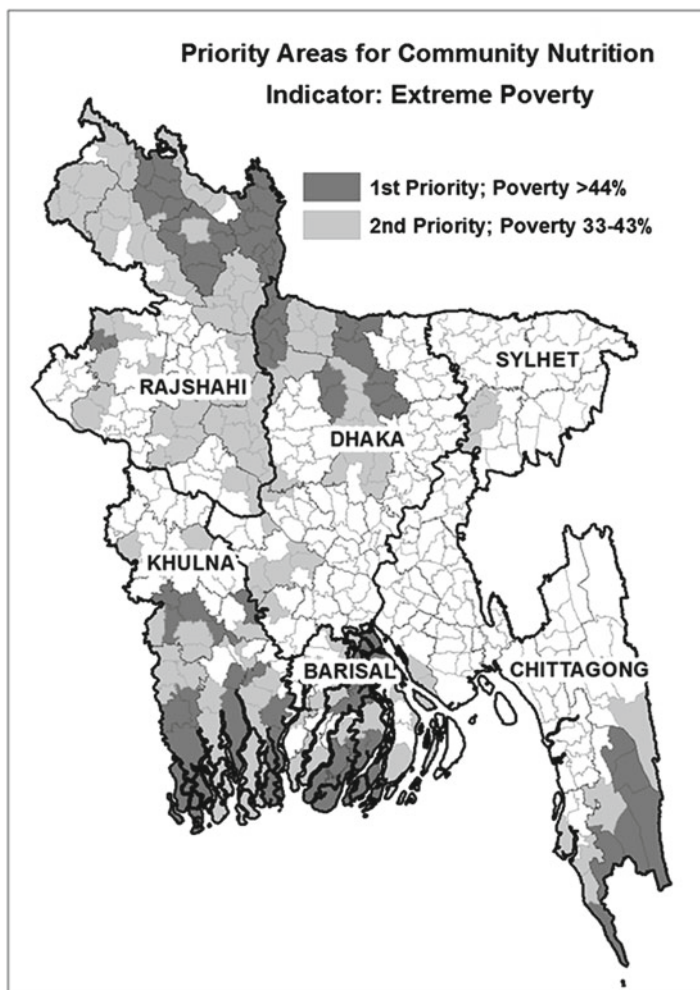 Priority Areas for Community Nutrition
Indicator: Extreme Poverty
1st Priority; Poverty >44%
2nd Priority; Poverty 33-43%
SYLHET
RAJSHAHI
DHAKA
KHULNA
BARISAL
CHITTAGONG